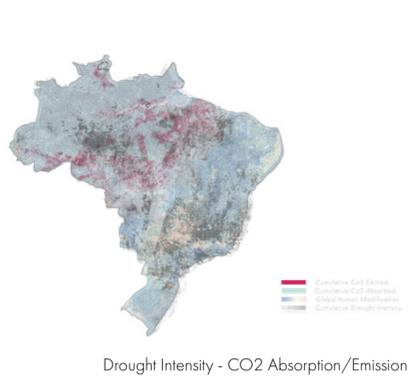 Cumulative Co2 Emitted
Cumulative Co2 Absorbed
Global Human Modification
Cumulative Drought Intensity
Drought Intensity - CO2 Absorption/Emission